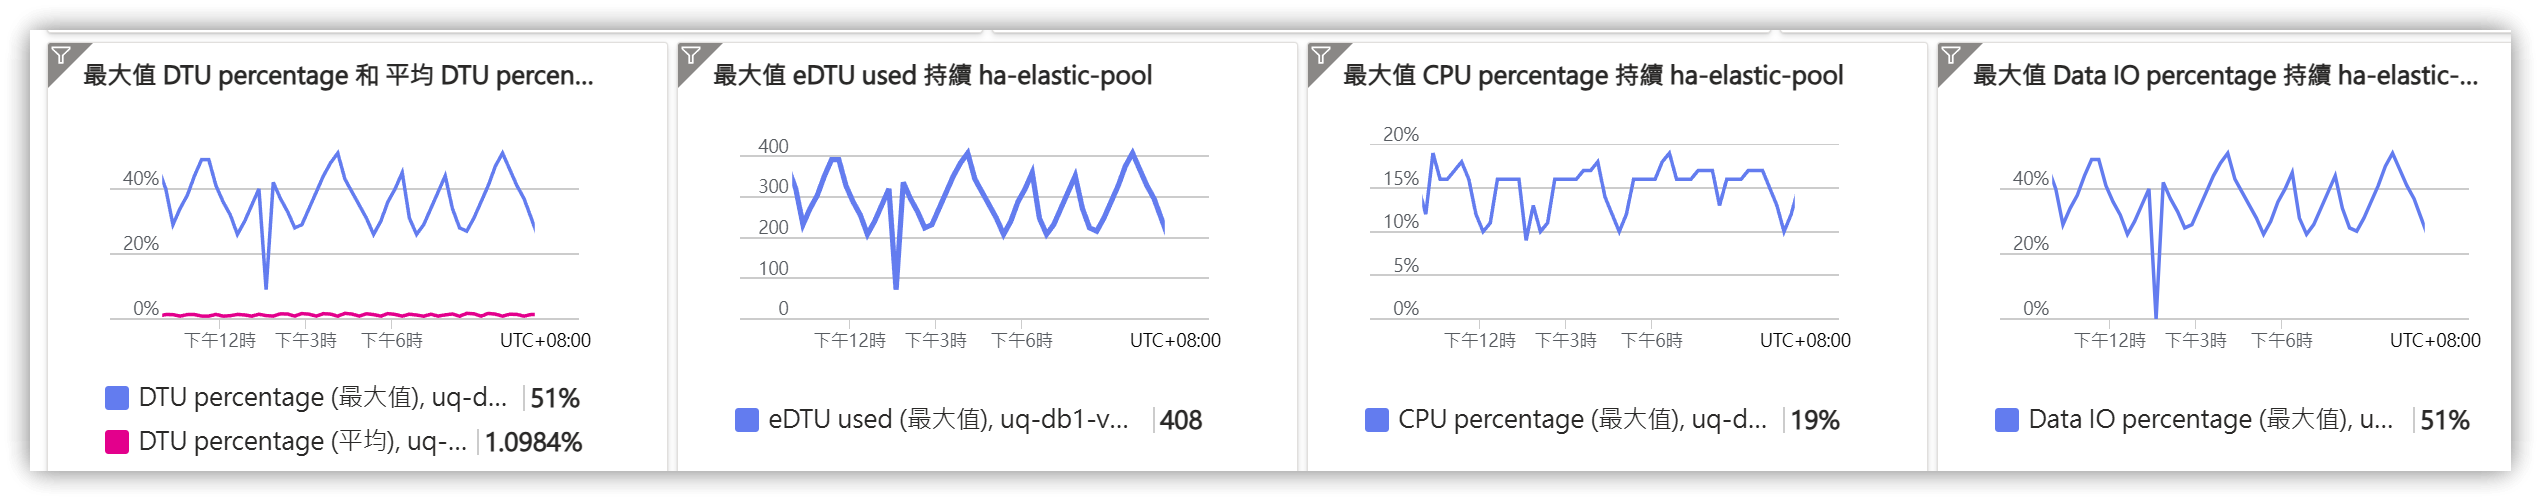 最大值 DTU percentage 和 平均 DTU percen...
40%
20%
0%
下午12時 下午3時 下午6時 UTC+08:00
DTU percentage (最大值), uq-d... 51%
DTU percentage (平均), uq-... 1.0984%
最大值 eDTU used 持續 ha-elastic-pool
400
300
200
100
0
下午12時 下午3時 下午6時 UTC+08:00
eDTU used (最大值), uq-db1-v... 408
最大值 CPU percentage 持續 ha-elastic-pool
20%
15%
10%
5%
0%
下午12時 下午3時 下午6時 UTC+08:00
CPU percentage (最大值), uq-d... 19%
最大值 Data IO percentage 持續 ha-elastic-...
40%
20%
0%
下午12時 下午3時 下午6時 UTC+08:00
Data IO percentage (最大值), u... 51%